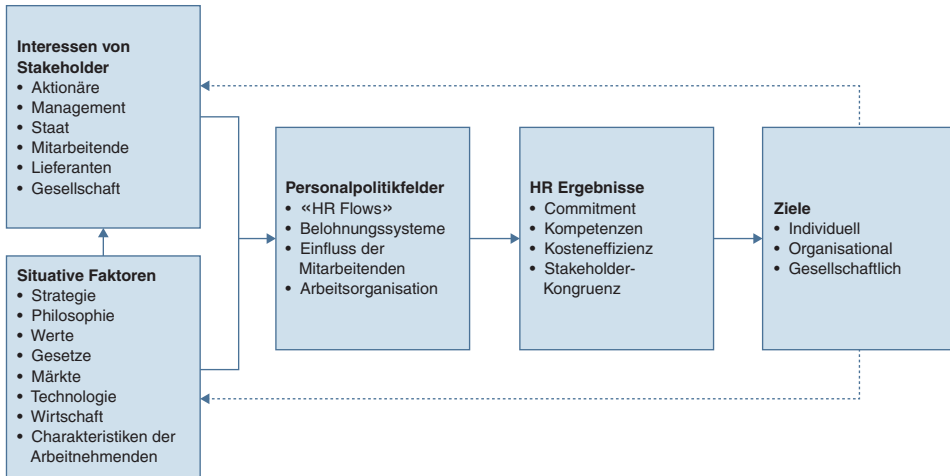 Interessen von
Stakeholder
• Aktionäre
• Management
• Staat
• Mitarbeitende
• Lieferanten
• Gesellschaft
Situative Faktoren
• Strategie
• Philosophie
• Werte
• Gesetze
• Märkte
• Technologie
• Wirtschaft
• Charakteristiken der
Arbeitnehmenden
Personalpolitikfelder
• «HR Flows»
• Belohnungssysteme
• Einfluss der
Mitarbeitenden
• Arbeitsorganisation
HR Ergebnisse
• Commitment
• Kompetenzen
• Kosteneffizienz
• Stakeholder-
Kongruenz
Ziele
• Individuell
• Organisational
• Gesellschaftlich